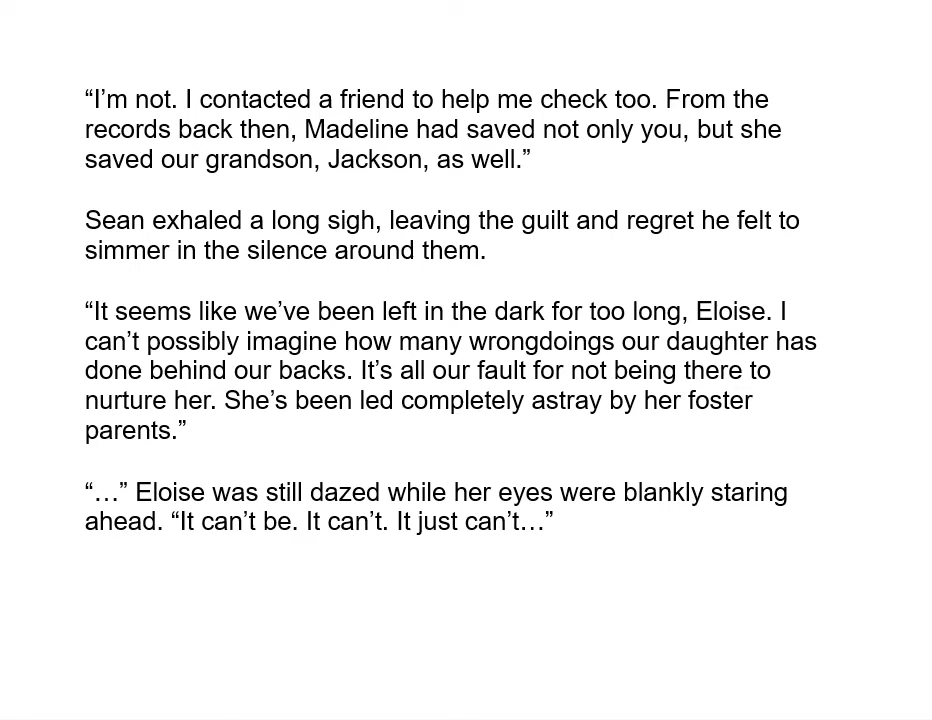 “I’m not. I contacted a friend to help me check too. From the
records back then, Madeline had saved not only you, but she
saved our grandson, Jackson, as well.”
Sean exhaled a long sigh, leaving the guilt and regret he felt to
simmer in the silence around them.
“It seems like we’ve been left in the dark for too long, Eloise. I
can’t possibly imagine how many wrongdoings our daughter has
done behind our backs. It’s all our fault for not being there to
nurture her. She’s been led completely astray by her foster
parents.”
“…” Eloise was still dazed while her eyes were blankly staring
ahead. “It can’t be. It can’t. It just can’t…”